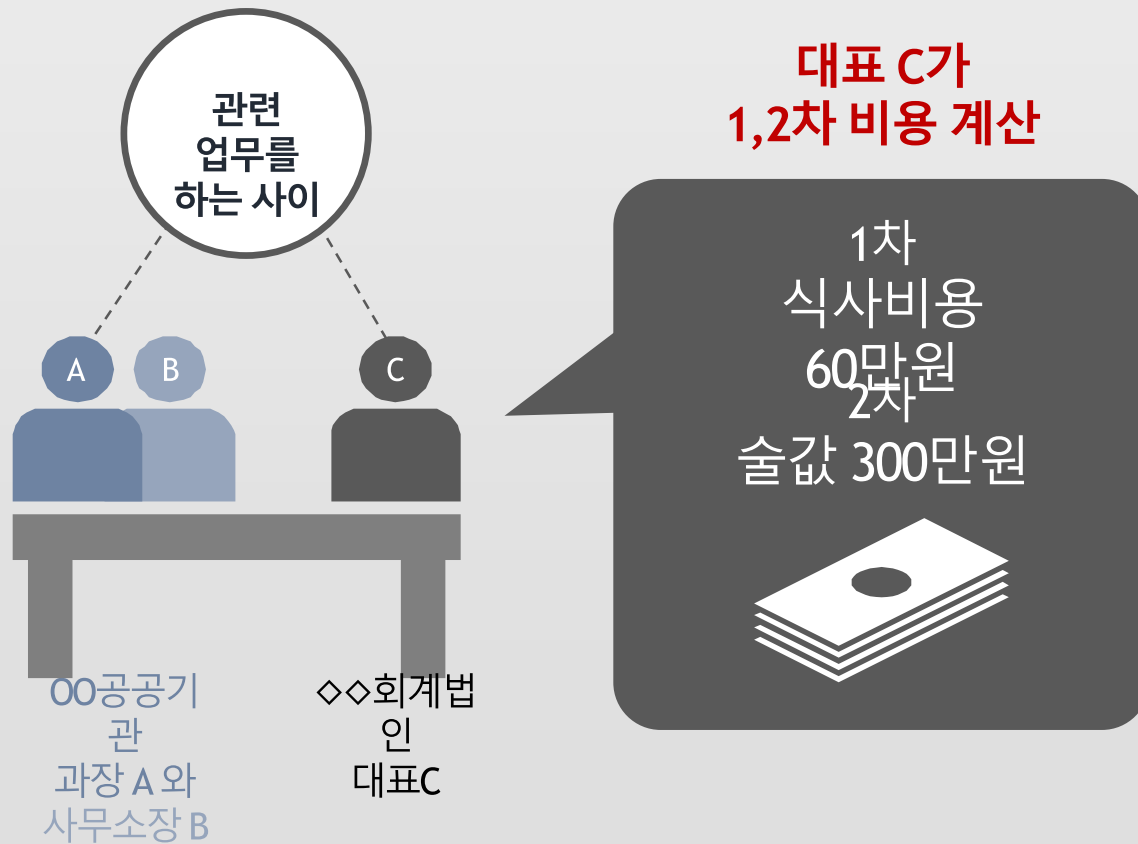 관련
업무를
하는 사이
대표 C가
1,2차 비용 계산
A
B
C
1차
식사비용
60만원
2차
술값 300만원
OO공공기
관
과장 A 와
사무소장 B
◇◇회계법
인
대표C